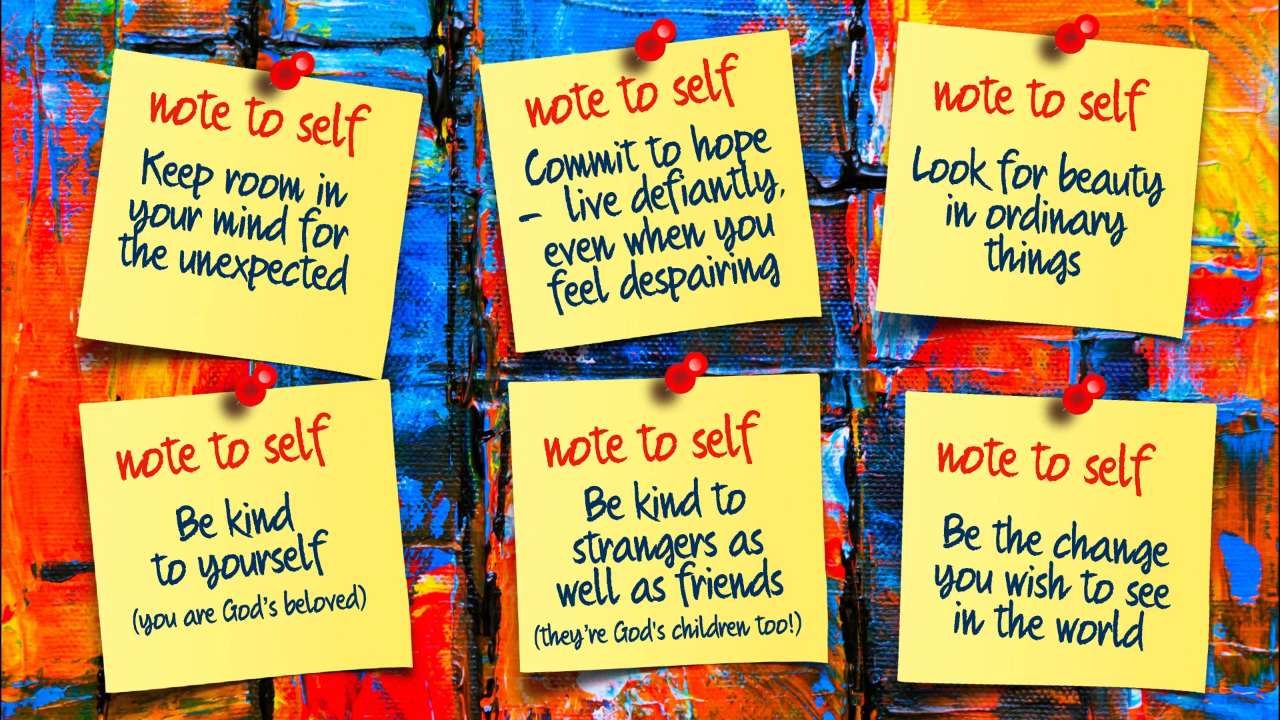 note to self
Keep room in
your mind for
the unexpected
note to self
Commit to hope
– live defiantly,
even when you
feel despairing
note to self
Look for beauty
in ordinary
things
note to self
Be kind
to yourself
(you are God's beloved)
note to self
Be kind to
strangers as
well as friends
(they're God's children too!)
note to self
Be the change
you wish to see
in the world